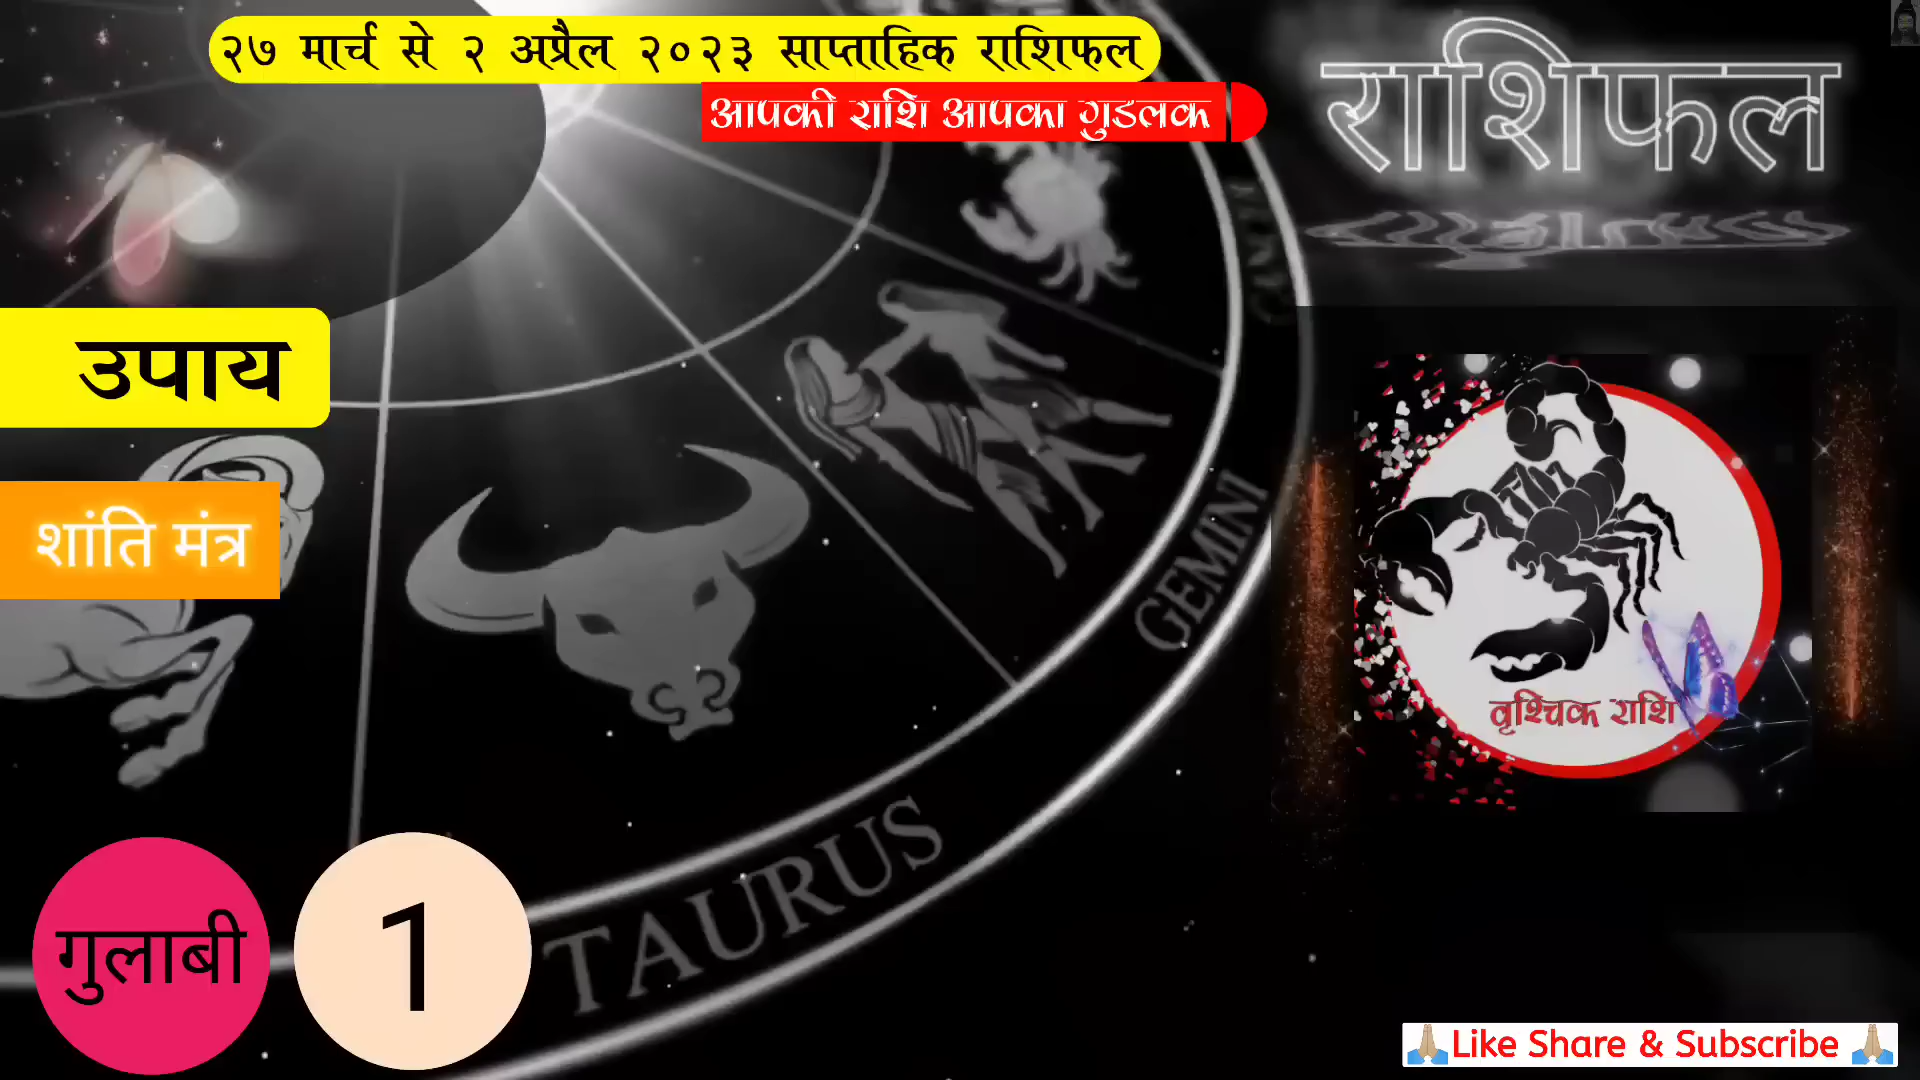 २७ मार्च से २ अप्रैल २०२३ साप्ताहिक राशिफल
आपकी राशि आपका गुडलक
राशिफल
उपाय
शांति मंत्र
GEMINI
वृश्चिक राशि
TAURUS
गुलाबी
1
Like Share & Subscribe